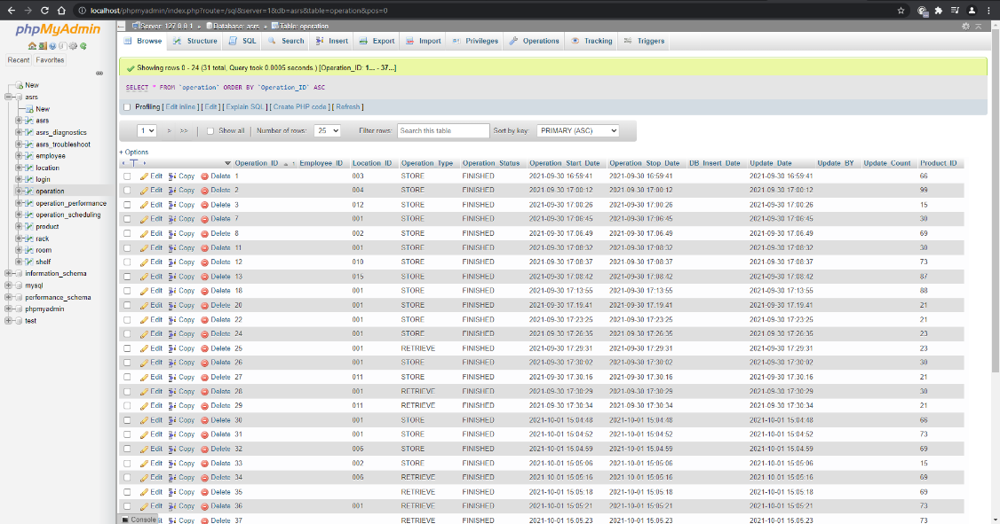 localhost/phpmyadmin/index.php?route=/sql&server=1&db=asrs&table=operation&pos=0
phpMyAdmin
Recent Favorites
New
asrs
New
asrs
asrs_diagnostics
asrs_troubleshoot
employee
location
login
operation
operation_performance
operation_scheduling
product
rack
room
shelf
information_schema
mysql
performance_schema
phpmyadmin
test
Server: 127.0.0.1 » Database: asrs » Table: operation
Browse Structure SQL Search Insert Export Import Privileges Operations Tracking Triggers
Showing rows 0 - 24 (31 total, Query took 0.0005 seconds.) [Operation_ID: 1... - 37...]
SELECT * FROM `operation` ORDER BY `Operation_ID` ASC
Profiling [ Edit inline ] [ Edit ] [ Explain SQL ] [ Create PHP code ] [ Refresh ]
1 > >> Show all Number of rows: 25 Filter rows: Search this table Sort by key: PRIMARY (ASC)
+ Options
Operation_ID 1 Employee_ID Location_ID Operation_Type Operation_Status Operation_Start_Date Operation_Stop_Date DB_Insert_Date Update_Date Update_BY Update_Count Product_ID
Edit Copy Delete 1 003 STORE FINISHED 2021-09-30 16:59:41 2021-09-30 16:59:41 2021-09-30 16:59:41 66
Edit Copy Delete 2 004 STORE FINISHED 2021-09-30 17:00:12 2021-09-30 17:00:12 2021-09-30 17:00:12 99
Edit Copy Delete 3 012 STORE FINISHED 2021-09-30 17:00:26 2021-09-30 17:00:26 2021-09-30 17:00:26 15
Edit Copy Delete 7 001 STORE FINISHED 2021-09-30 17:06:45 2021-09-30 17:06:45 2021-09-30 17:06:45 30
Edit Copy Delete 8 002 STORE FINISHED 2021-09-30 17:06:49 2021-09-30 17:06:49 2021-09-30 17:06:49 69
Edit Copy Delete 11 001 STORE FINISHED 2021-09-30 17:08:32 2021-09-30 17:08:32 2021-09-30 17:08:32 30
Edit Copy Delete 12 010 STORE FINISHED 2021-09-30 17:08:37 2021-09-30 17:08:37 2021-09-30 17:08:37 73
Edit Copy Delete 13 015 STORE FINISHED 2021-09-30 17:08:42 2021-09-30 17:08:42 2021-09-30 17:08:42 87
Edit Copy Delete 18 001 STORE FINISHED 2021-09-30 17:13:55 2021-09-30 17:13:55 2021-09-30 17:13:55 88
Edit Copy Delete 20 001 STORE FINISHED 2021-09-30 17:19:41 2021-09-30 17:19:41 2021-09-30 17:19:41 21
Edit Copy Delete 22 001 STORE FINISHED 2021-09-30 17:23:25 2021-09-30 17:23:25 2021-09-30 17:23:25 21
Edit Copy Delete 24 001 STORE FINISHED 2021-09-30 17:26:35 2021-09-30 17:26:35 2021-09-30 17:26:35 23
Edit Copy Delete 25 001 RETRIEVE FINISHED 2021-09-30 17:29:31 2021-09-30 17:29:31 2021-09-30 17:29:31 23
Edit Copy Delete 26 001 STORE FINISHED 2021-09-30 17:30:02 2021-09-30 17:30:02 2021-09-30 17:30:02 30
Edit Copy Delete 27 011 STORE FINISHED 2021-09-30 17:30:16 2021-09-30 17:30:16 2021-09-30 17:30:16 21
Edit Copy Delete 28 001 RETRIEVE FINISHED 2021-09-30 17:30:29 2021-09-30 17:30:29 2021-09-30 17:30:29 30
Edit Copy Delete 29 011 RETRIEVE FINISHED 2021-09-30 17:30:34 2021-09-30 17:30:34 2021-09-30 17:30:34 21
Edit Copy Delete 30 001 STORE FINISHED 2021-10-01 15:04:48 2021-10-01 15:04:48 2021-10-01 15:04:48 66
Edit Copy Delete 31 001 STORE FINISHED 2021-10-01 15:04:52 2021-10-01 15:04:52 2021-10-01 15:04:52 73
Edit Copy Delete 32 006 STORE FINISHED 2021-10-01 15:04:59 2021-10-01 15:04:59 2021-10-01 15:04:59 69
Edit Copy Delete 33 002 STORE FINISHED 2021-10-01 15:05:06 2021-10-01 15:05:06 2021-10-01 15:05:06 15
Edit Copy Delete 34 006 RETRIEVE FINISHED 2021-10-01 15:05:16 2021-10-01 15:05:16 2021-10-01 15:05:16 69
Edit Copy Delete 35 RETRIEVE FINISHED 2021-10-01 15:05:18 2021-10-01 15:05:18 2021-10-01 15:05:18 69
Edit Copy Delete 36 001 RETRIEVE FINISHED 2021-10-01 15:05:21 2021-10-01 15:05:21 2021-10-01 15:05:21 73
Console Copy Delete 37 RETRIEVE FINISHED 2021-10-01 15:05:23 2021-10-01 15:05:23 2021-10-01 15:05:23 73